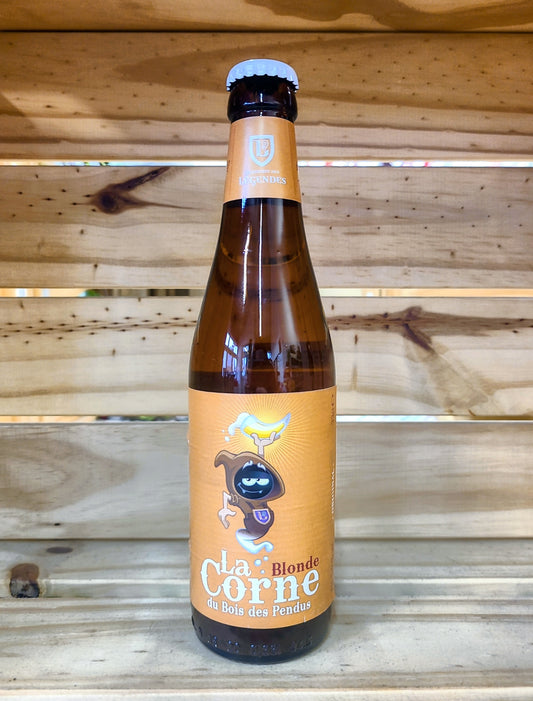 LÉGENDES
La
Blonde
Corne
du Bois des Pendus